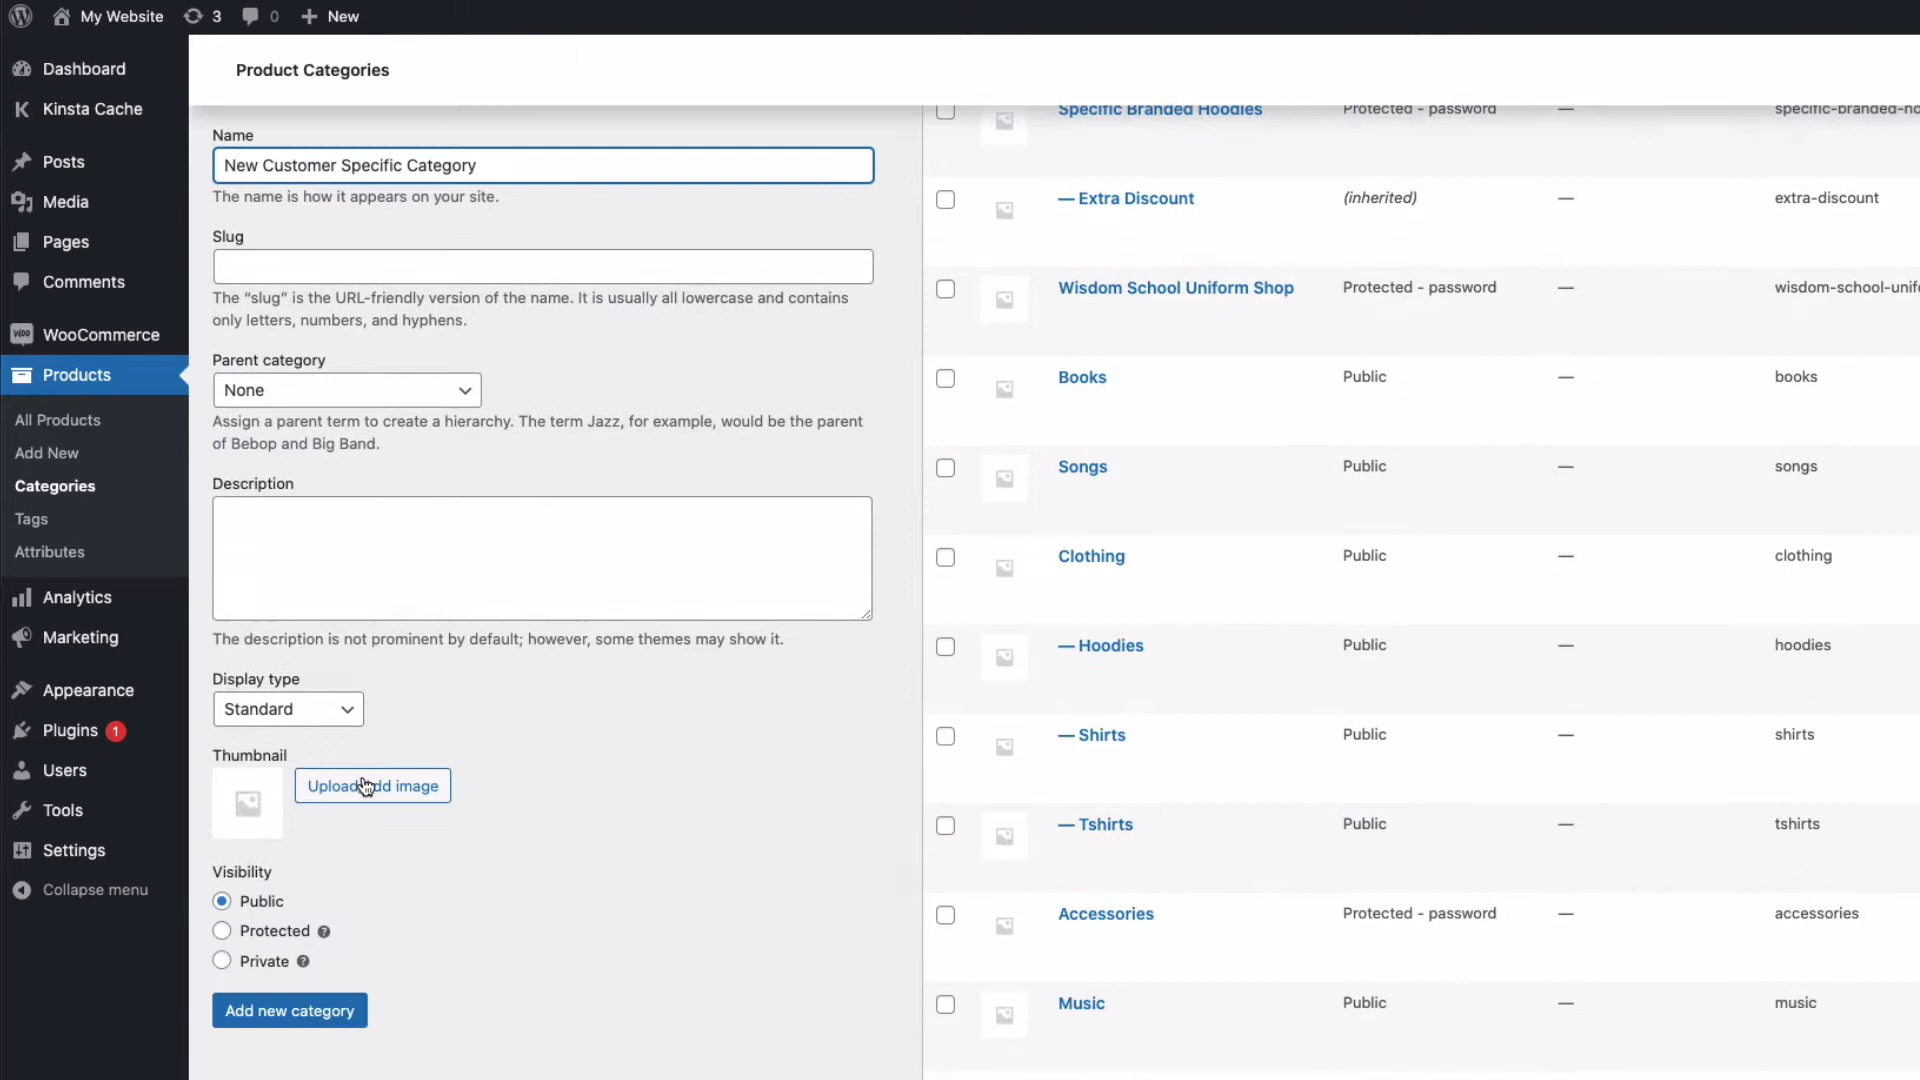 My Website 3 0 New
Dashboard
Kinsta Cache
Posts
Media
Pages
Comments
WooCommerce
Products
All Products
Add New
Categories
Tags
Attributes
Analytics
Marketing
Appearance
Plugins 1
Users
Tools
Settings
Collapse menu
Product Categories
Name
New Customer Specific Category
The name is how it appears on your site.
Slug
The “slug” is the URL-friendly version of the name. It is usually all lowercase and contains
only letters, numbers, and hyphens.
Parent category
None
Assign a parent term to create a hierarchy. The term Jazz, for example, would be the parent
of Bebop and Big Band.
Description
The description is not prominent by default; however, some themes may show it.
Display type
Standard
Thumbnail
Upload/Add image
Visibility
Public
Protected
Private
Add new category
Specific Branded Hoodies Protected - password — specific-branded-ho
— Extra Discount (inherited) — extra-discount
Wisdom School Uniform Shop Protected - password — wisdom-school-unifo
Books Public — books
Songs Public — songs
Clothing Public — clothing
— Hoodies Public — hoodies
— Shirts Public — shirts
— Tshirts Public — tshirts
Accessories Protected - password — accessories
Music Public — music